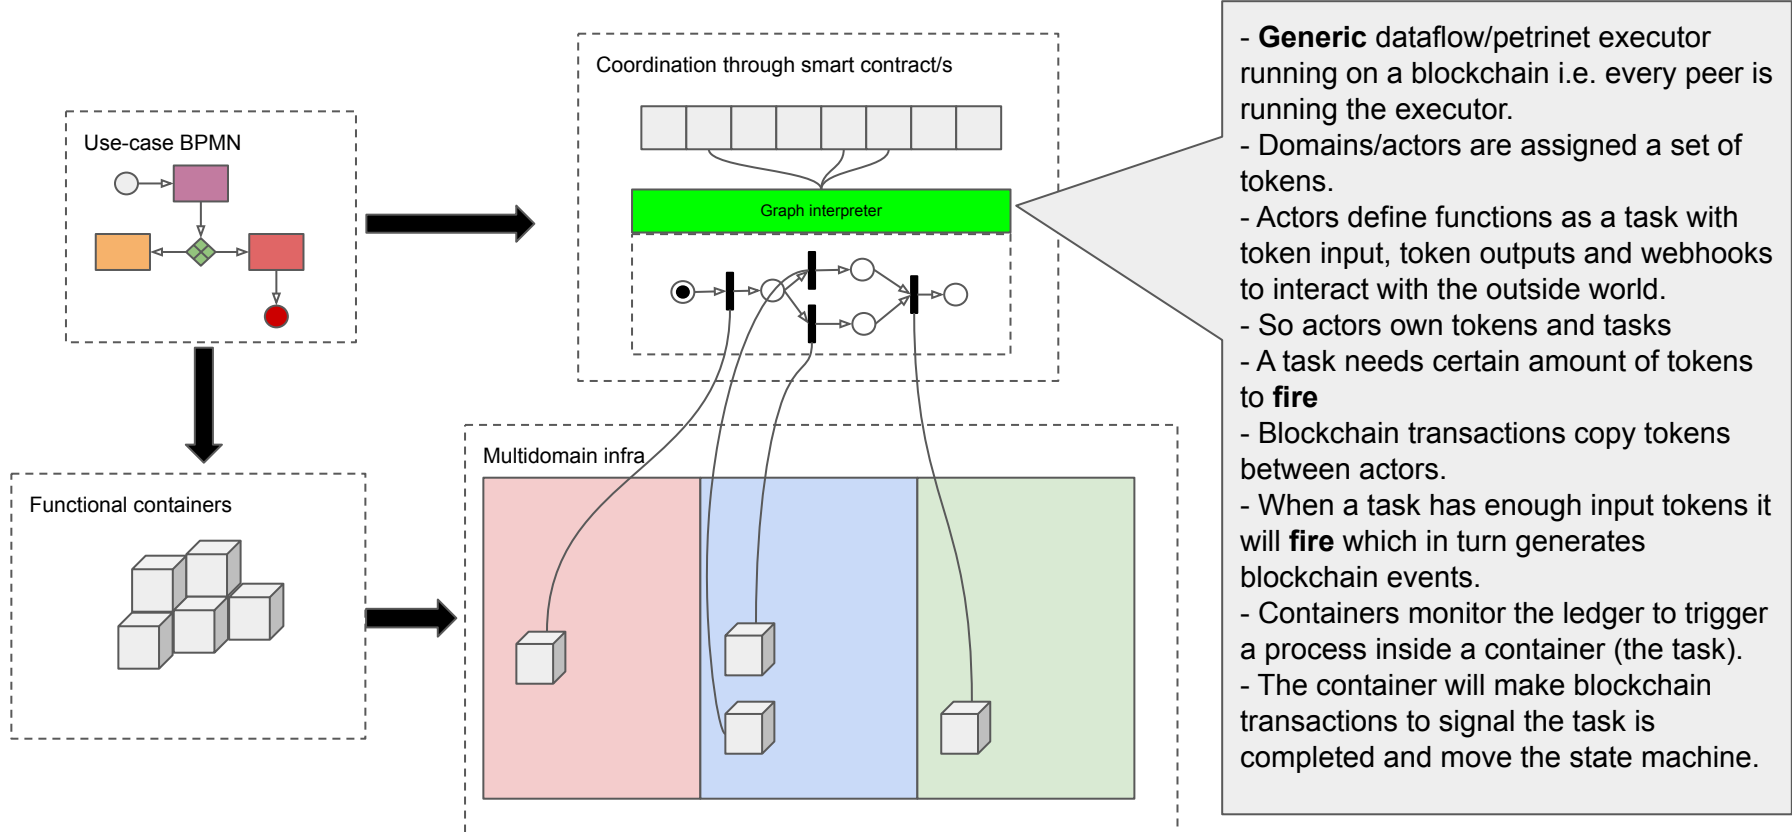 Use-case BPMN
Coordination through smart contract/s
Graph interpreter
Functional containers
Multidomain infra
- Generic dataflow/petrinet executor
running on a blockchain i.e. every peer is
running the executor.
- Domains/actors are assigned a set of
tokens.
- Actors define functions as a task with
token input, token outputs and webhooks
to interact with the outside world.
- So actors own tokens and tasks
- A task needs certain amount of tokens
to fire
- Blockchain transactions copy tokens
between actors.
- When a task has enough input tokens it
will fire which in turn generates
blockchain events.
- Containers monitor the ledger to trigger
a process inside a container (the task).
- The container will make blockchain
transactions to signal the task is
completed and move the state machine.